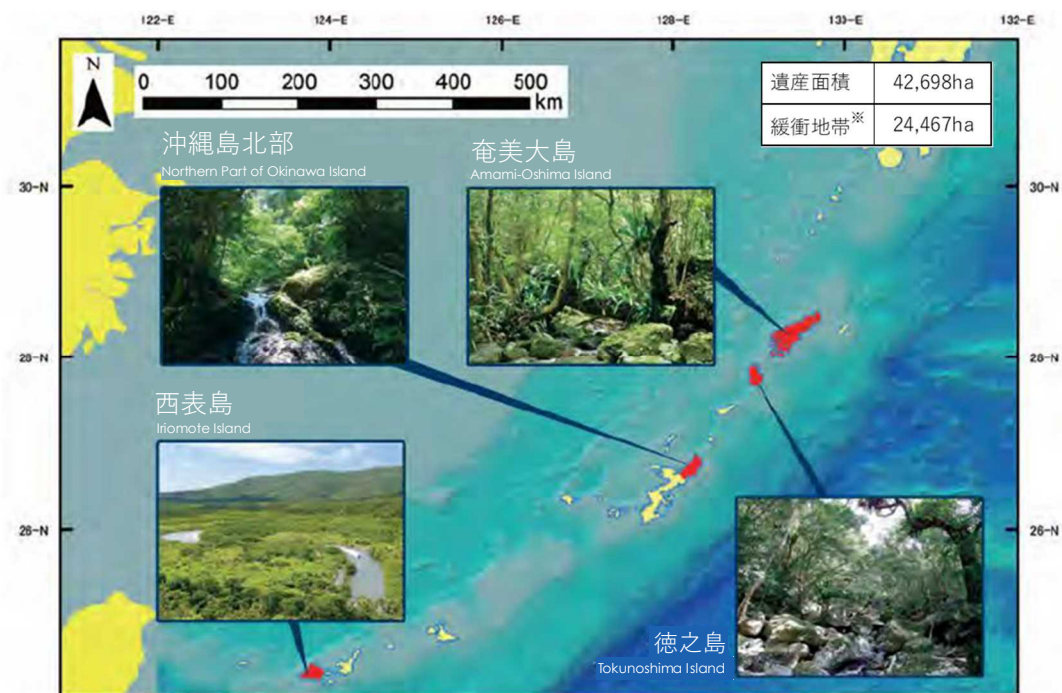 122-E 124-E 126-E 128-E 130-E 132-E
N
0 100 200 300 400 500
km
遺産面積 42,698ha
緩衝地帯※ 24,467ha
沖縄島北部
Northern Part of Okinawa Island
奄美大島
Amami-Oshima Island
30-N 30-N
28-N 28-N
西表島
Iriomote Island
26-N 26-N
徳之島
Tokunoshima Island